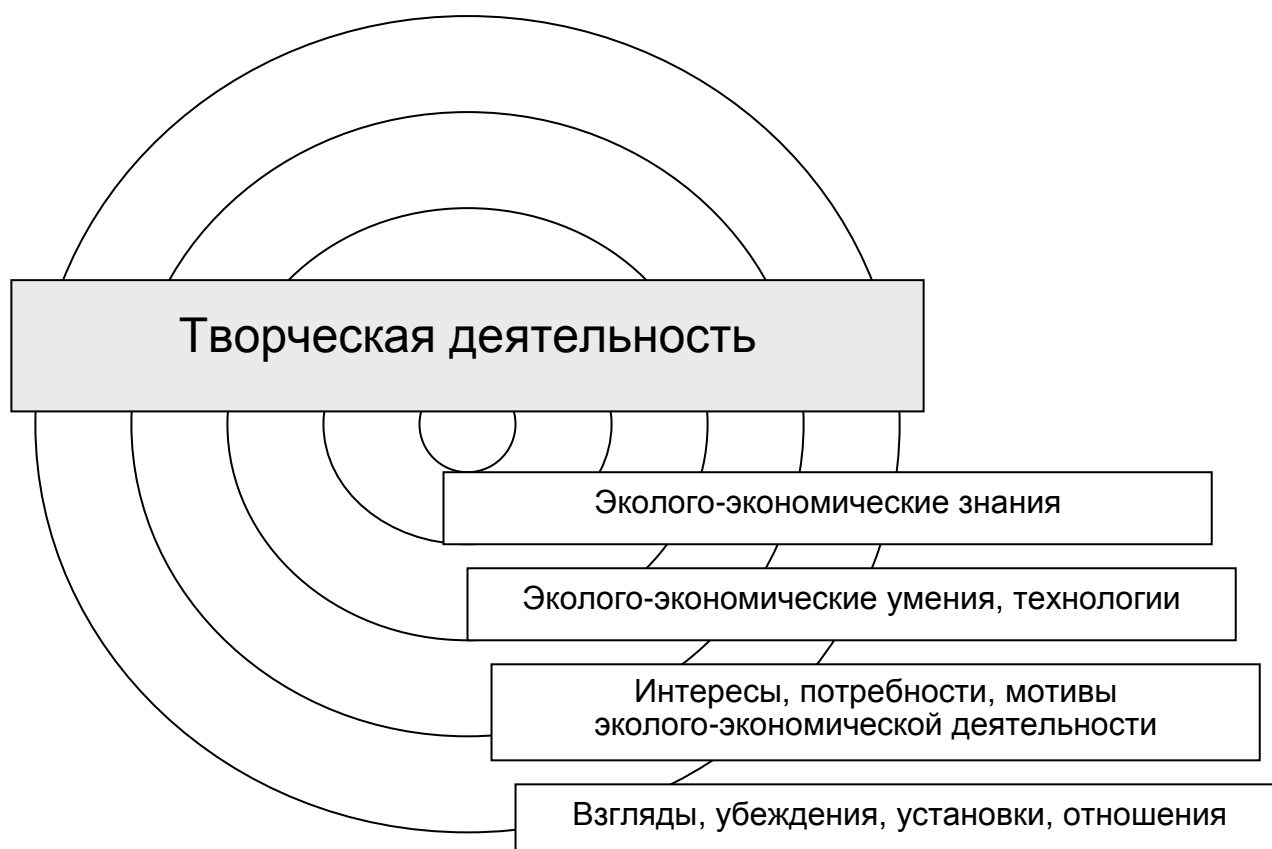 Творческая деятельность
Эколого-экономические знания
Эколого-экономические умения, технологии
Интересы, потребности, мотивы
эколого-экономической деятельности
Взгляды, убеждения, установки, отношения